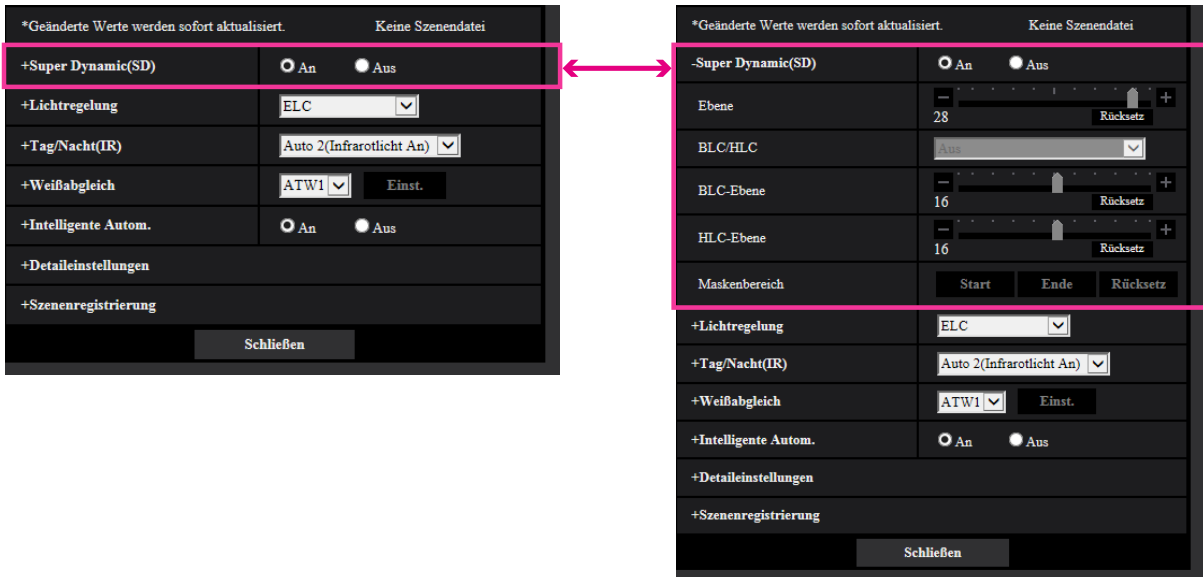 *Geänderte Werte werden sofort aktualisiert. Keine Szenendatei
+Super Dynamic(SD) An Aus
+Lichtregelung ELC
+Tag/Nacht(IR) Auto 2(Infrarotlicht An)
+Weißabgleich ATW1 Einst.
+Intelligente Autom. An Aus
+Detaileinstellungen
+Szenenregistrierung
Schließen
*Geänderte Werte werden sofort aktualisiert. Keine Szenendatei
-Super Dynamic(SD) An Aus
Ebene
28 Rücksetz
BLC/HLC Aus
BLC-Ebene
16 Rücksetz
HLC-Ebene
16 Rücksetz
Maskenbereich Start Ende Rücksetz
+Lichtregelung ELC
+Tag/Nacht(IR) Auto 2(Infrarotlicht An)
+Weißabgleich ATW1 Einst.
+Intelligente Autom. An Aus
+Detaileinstellungen
+Szenenregistrierung
Schließen